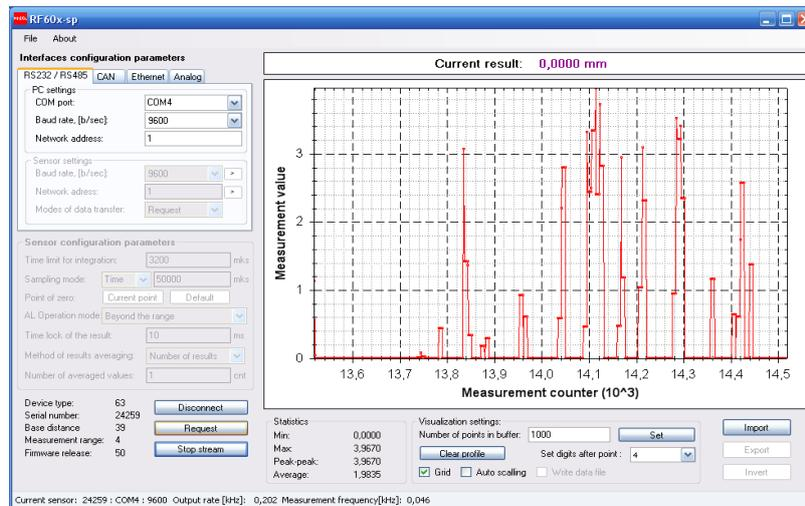 RF60x-sp
File About
Interfaces configuration parameters
RS232 / RS485 CAN Ethernet Analog
PC settings
COM port: COM4
Baud rate, [b/sec]: 9600
Network address: 1
Sensor settings
Baud rate, [b/sec]: 9600 >
Network adress: 1 >
Modes of data transfer: Request
Sensor configuration parameters
Time limit for integration: 3200 mks
Sampling mode: Time 50000 mks
Point of zero: Current point Default
AL Operation mode: Beyond the range
Time lock of the result: 10 ms
Method of results averaging: Number of results
Number of averaged values: 1 cnt
Device type: 63
Serial number: 24259
Base distance 39
Measurement range: 4
Firmware release: 50
Disconnect
Request
Stop stream
Current result: 0,0000 mm
Measurement value
3
2
1
0
13,6 13,7 13,8 13,9 14,0 14,1 14,2 14,3 14,4 14,5
Measurement counter (10^3)
Statistics
Min: 0,0000
Max: 3,9670
Peak-peak: 3,9670
Average: 1,9835
Visualization settings:
Number of points in buffer: 1000 Set
Clear profile Set digits after point : 4
Grid Auto scalling Write data file
Import
Export
Invert
Current sensor: 24259 : COM4 : 9600 Output rate [kHz]: 0,202 Measurement frequency[kHz]: 0,046